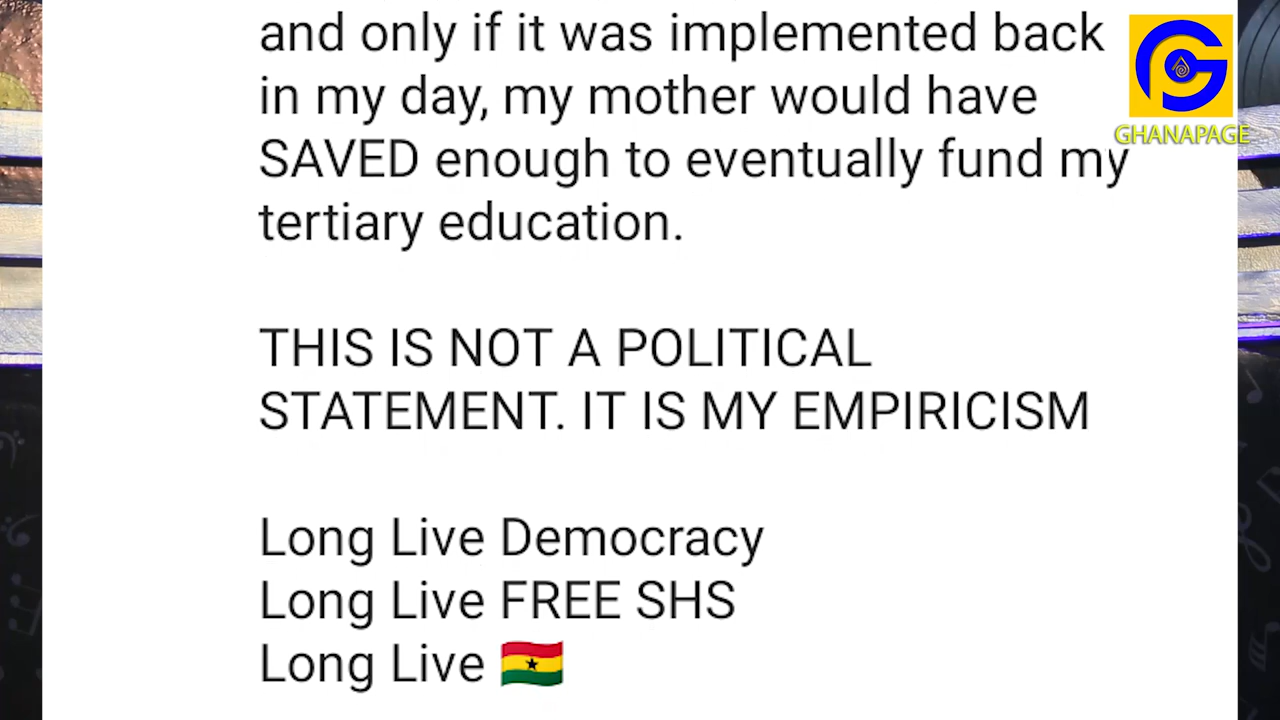 and only if it was implemented back
in my day, my mother would have
SAVED enough to eventually fund my
tertiary education.
THIS IS NOT A POLITICAL
STATEMENT. IT IS MY EMPIRICISM
Long Live Democracy
Long Live FREE SHS
Long Live 🇬🇭
GHANAPAGE